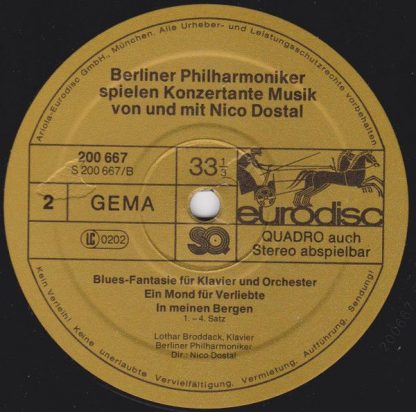 Ariola-Eurodisc GmbH., München. Alle Urheber- und Leistungsschutzrechte vorbehalten
Berliner Philharmoniker
spielen Konzertante Musik
von und mit Nico Dostal
200 667
S 200 667/B
33 1/3
2
GEMA
eurodisc
LC 0202
SQ
QUADRO auch
Stereo abspielbar
Blues-Fantasie für Klavier und Orchester
Ein Mond für Verliebte
In meinen Bergen
1. – 4. Satz
Lothar Broddack, Klavier
Berliner Philharmoniker
Dir.: Nico Dostal
Kein Verleih! Keine unerlaubte Vervielfältigung, Vermietung, Aufführung, Sendung!